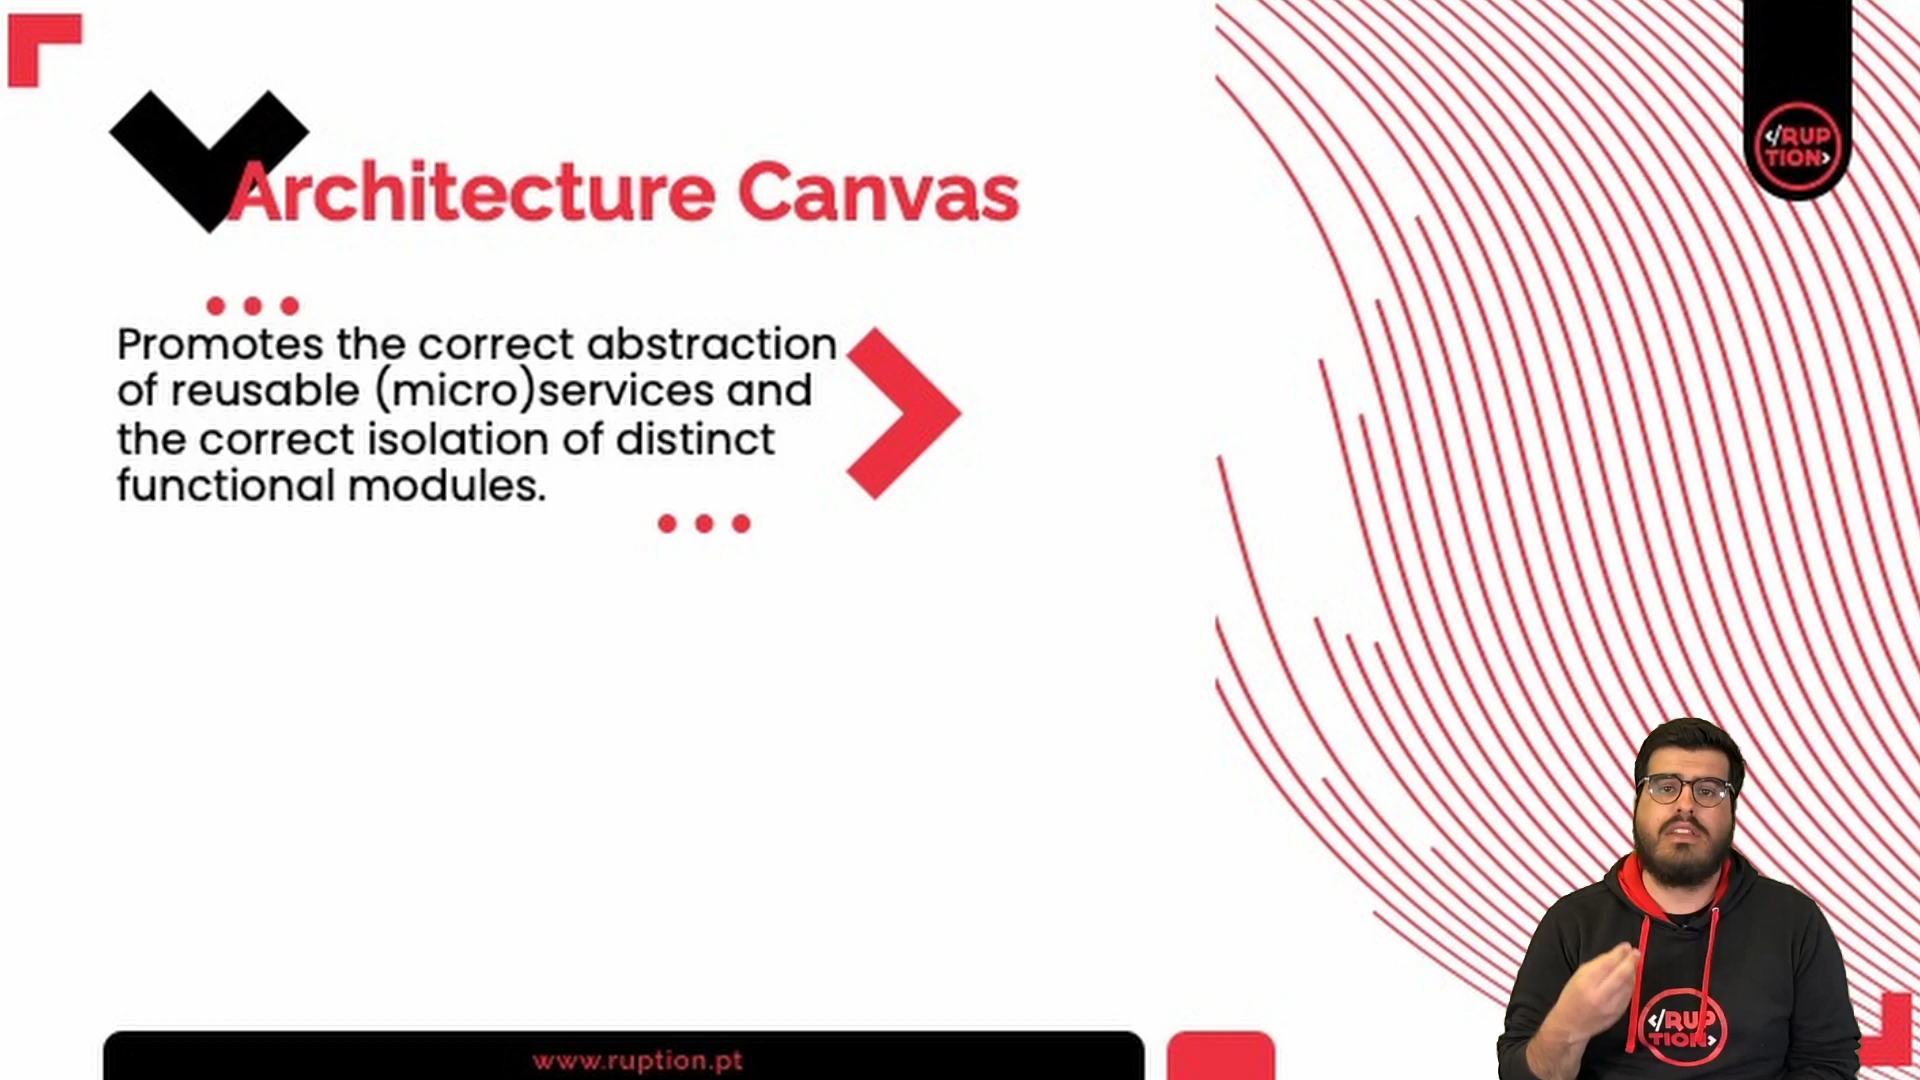 </RUP
TION>
Architecture Canvas
Promotes the correct abstraction
of reusable (micro)services and
the correct isolation of distinct
functional modules.
</RUP
TION>
www.ruption.pt